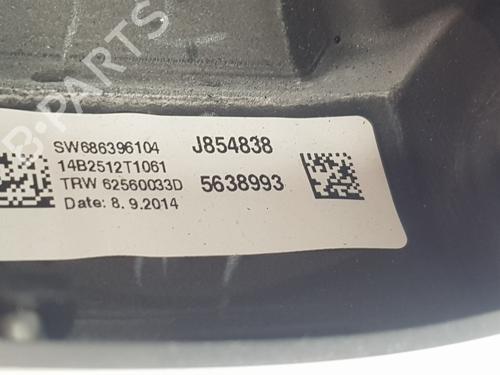 SW686396104 J854838
14B2512T1061
TRW 62560033D 5638993
Date: 8. 9.2014
B-PARTS